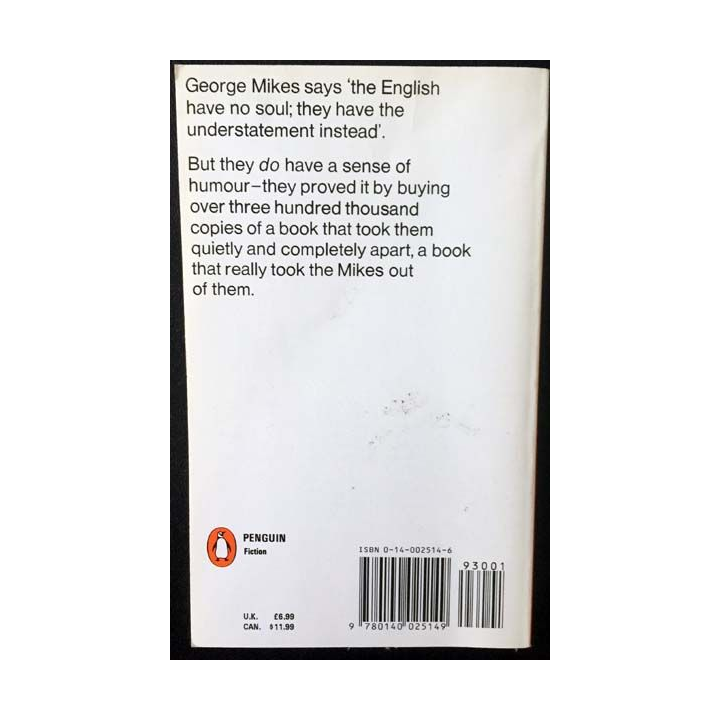 George Mikes says 'the English
have no soul; they have the
understatement instead'.
But they do have a sense of
humour–they proved it by buying
over three hundred thousand
copies of a book that took them
quietly and completely apart, a book
that really took the Mikes out
of them.
PENGUIN
Fiction
ISBN 0-14-002514-6
93001
9 780140 025149
U.K. £6.99
CAN. $11.99